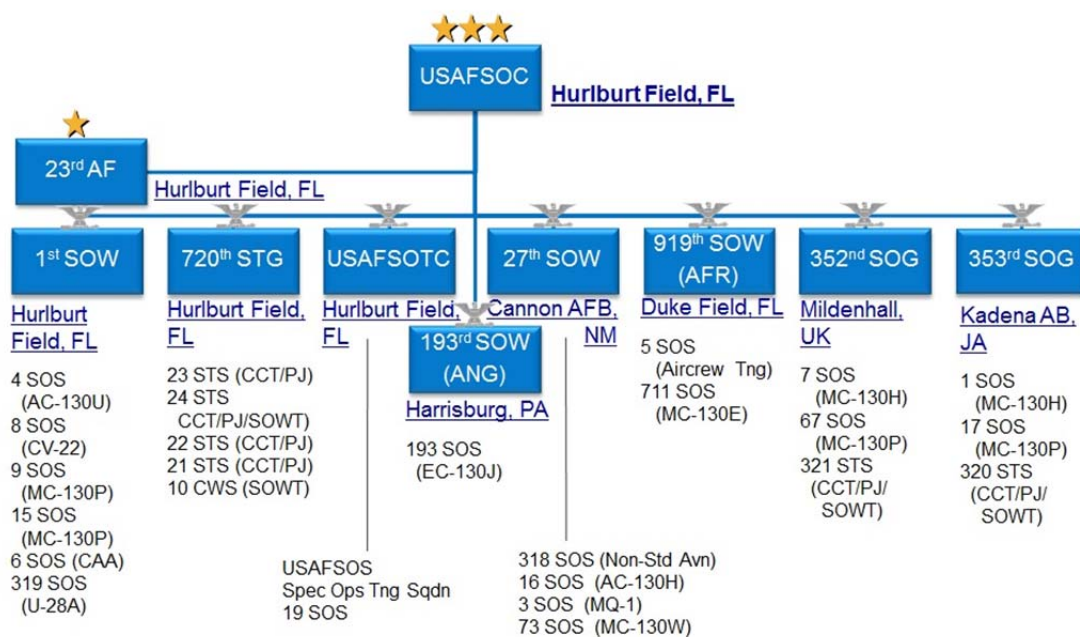 USAFSOC
Hurlburt Field, FL
23rd AF
Hurlburt Field, FL
1st SOW
Hurlburt
Field, FL
4 SOS
(AC-130U)
8 SOS
(CV-22)
9 SOS
(MC-130P)
15 SOS
(MC-130P)
6 SOS (CAA)
319 SOS
(U-28A)
720th STG
Hurlburt Field,
FL
23 STS (CCT/PJ)
24 STS
CCT/PJ/SOWT)
22 STS (CCT/PJ)
21 STS (CCT/PJ)
10 CWS (SOWT)
USAFSOTC
Hurlburt Field,
FL
USAFSOS
Spec Ops Tng Sqdn
19 SOS
193rd SOW
(ANG)
Harrisburg, PA
193 SOS
(EC-130J)
27th SOW
Cannon AFB,
NM
318 SOS (Non-Std Avn)
16 SOS (AC-130H)
3 SOS (MQ-1)
73 SOS (MC-130W)
919th SOW
(AFR)
Duke Field, FL
5 SOS
(Aircrew Tng)
711 SOS
(MC-130E)
352nd SOG
Mildenhall,
UK
7 SOS
(MC-130H)
67 SOS
(MC-130P)
321 STS
(CCT/PJ/
SOWT)
353rd SOG
Kadena AB,
JA
1 SOS
(MC-130H)
17 SOS
(MC-130P)
320 STS
(CCT/PJ/
SOWT)